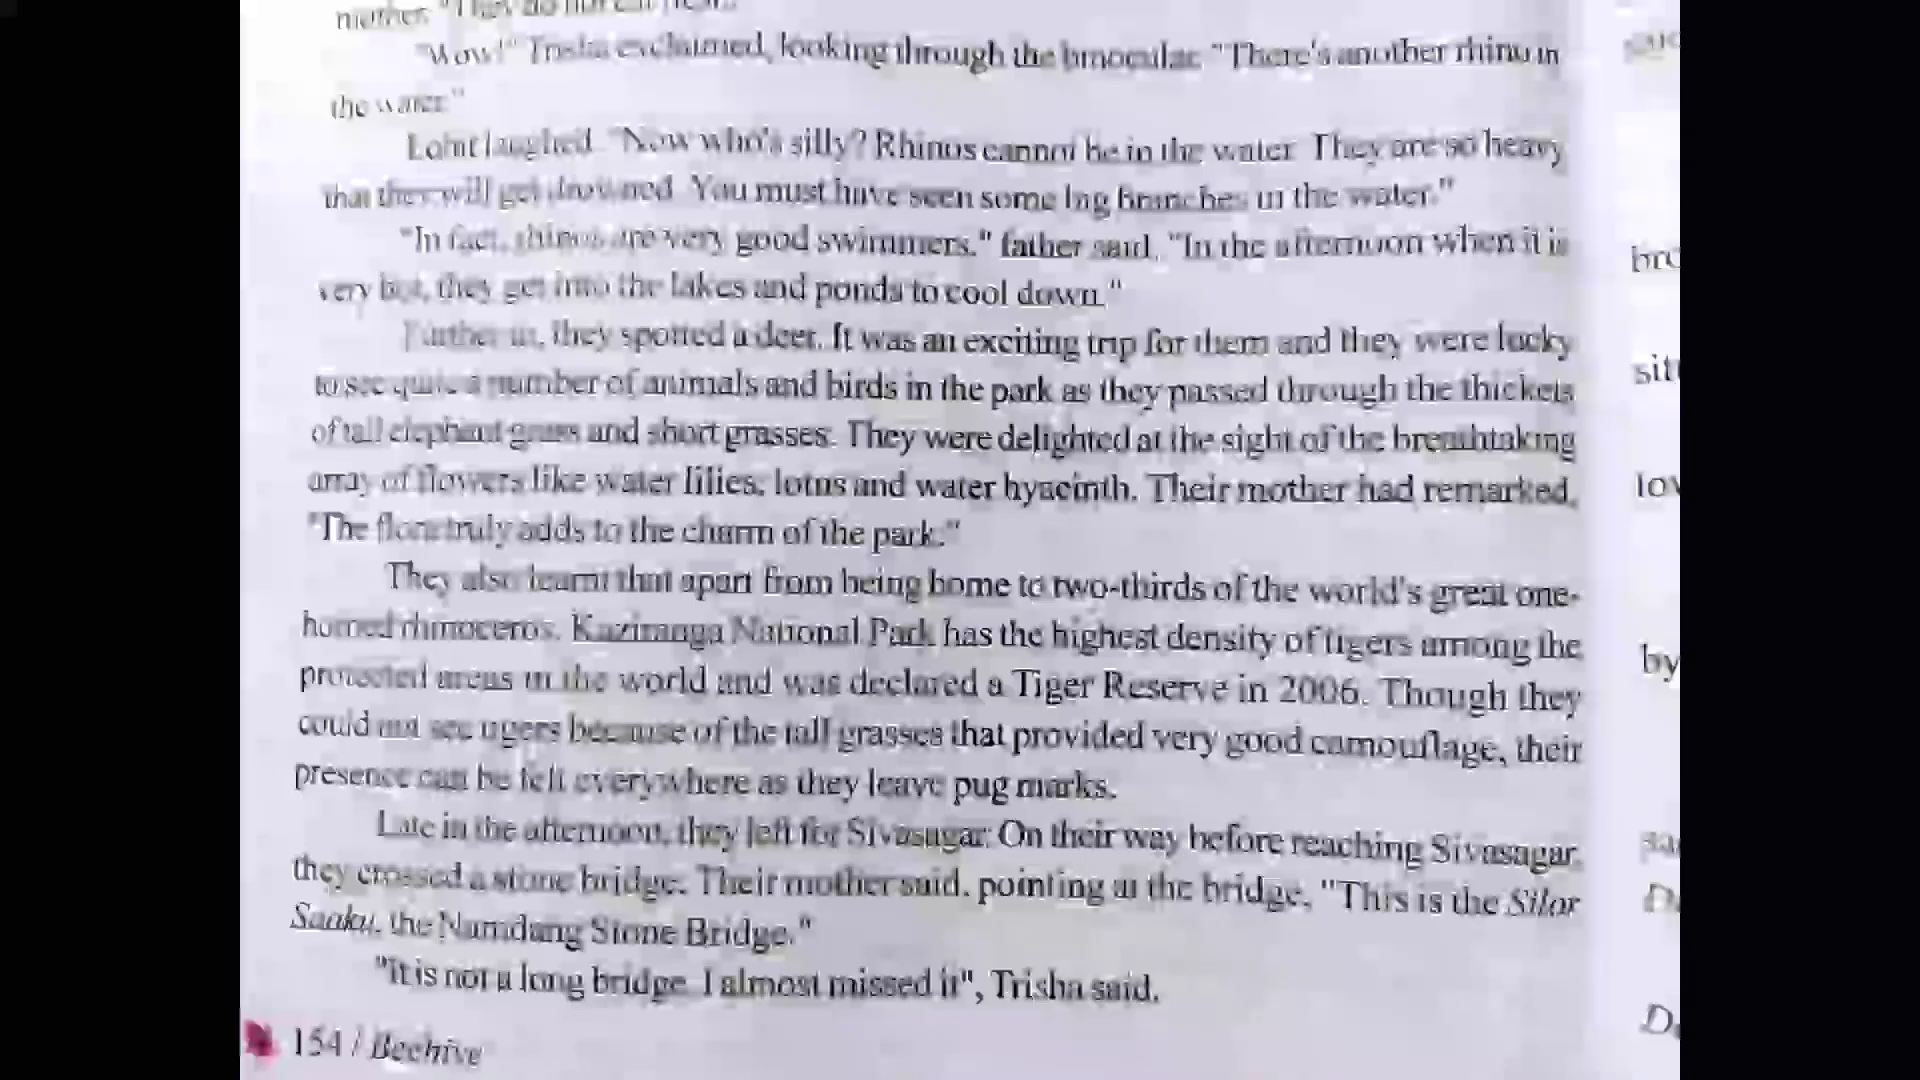 mother. "They do not eat meat."
"Wow!" Trisha exclaimed, looking through the binocular. "There's another rhino in
the water."
Lohit laughed. "Now who's silly? Rhinos cannot be in the water. They are so heavy
that they will get drowned. You must have seen some big branches in the water."
"In fact, rhinos are very good swimmers," father said, "In the afternoon when it is
very hot, they get into the lakes and ponds to cool down."
Further in, they spotted a deer. It was an exciting trip for them and they were lucky
to see quite a number of animals and birds in the park as they passed through the thickets
of tall elephant grass and short grasses. They were delighted at the sight of the breathtaking
array of flowers like water lilies, lotus and water hyacinth. Their mother had remarked,
"The flora truly adds to the charm of the park."
They also learnt that apart from being home to two-thirds of the world's great one-
horned rhinoceros, Kaziranga National Park has the highest density of tigers among the
protected areas in the world and was declared a Tiger Reserve in 2006. Though they
could not see tigers because of the tall grasses that provided very good camouflage, their
presence can be felt everywhere as they leave pug marks.
Late in the afternoon, they left for Sivasagar. On their way before reaching Sivasagar,
they crossed a stone bridge. Their mother said, pointing at the bridge, "This is the Silor
Saaku, the Namdang Stone Bridge."
"It is not a long bridge. I almost missed it", Trisha said.
154 / Beehive
by